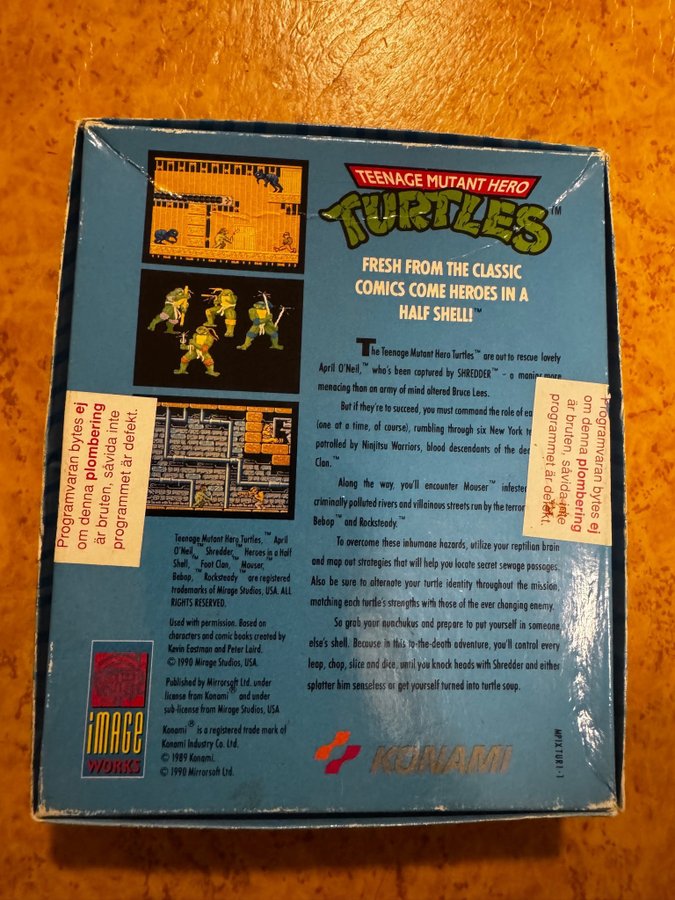 TEENAGE MUTANT HERO
TURTLES™
FRESH FROM THE CLASSIC
COMICS COME HEROES IN A
HALF SHELL!™
The Teenage Mutant Hero Turtles™ are out to rescue lovely
April O'Neil,™ who's been captured by SHREDDER™ - a maniac more
menacing than an army of mind altered Bruce Lees.
But if they're to succeed, you must command the role of
(one at a time, of course), rumbling through six New York
patrolled by Ninjitsu Warriors, blood descendants of the
Clan.™
Along the way, you'll encounter Mouser™
criminally polluted rivers and villainous streets run by the
Bebop™ and Rocksteady.™
To overcome these inhumane hazards, utilize your reptilian brain
and map out strategies that will help you locate secret sewage passages.
Also be sure to alternate your turtle identity throughout the mission,
matching each turtle's strengths with those of the ever changing enemy.
So grab your nunchukus and prepare to put yourself in someone
else's shell. Because in this to-the-death adventure, you'll control every
leap, chop, slice and dice, until you knock heads with Shredder and either
splatter him senseless or get yourself turned into turtle soup.
Programvaran bytes ej
om denna plombering
är bruten, såvida inte
programmet är defekt.
Programvaran bytes ej
om denna plombering
är bruten, såvida inte
programmet är defekt.
Teenage Mutant Hero Turtles,™ April
O'Neil,™ Shredder,™ Heroes in a Half
Shell,™ Foot Clan,™ Mouser,™
Bebop,™ Rocksteady™ are registered
trademarks of Mirage Studios, USA. ALL
RIGHTS RESERVED.
Used with permission. Based on
characters and comic books created by
Kevin Eastman and Peter Laird.
© 1990 Mirage Studios, USA.
Published by Mirrorsoft Ltd. under
license from Konami® and under
sub-license from Mirage Studios, USA
Konami® is a registered trade mark of
Konami Industry Co. Ltd.
© 1989 Konami.
© 1990 Mirrorsoft Ltd.
IMAGE
WORKS
KONAMI
MPIXTUR1-1